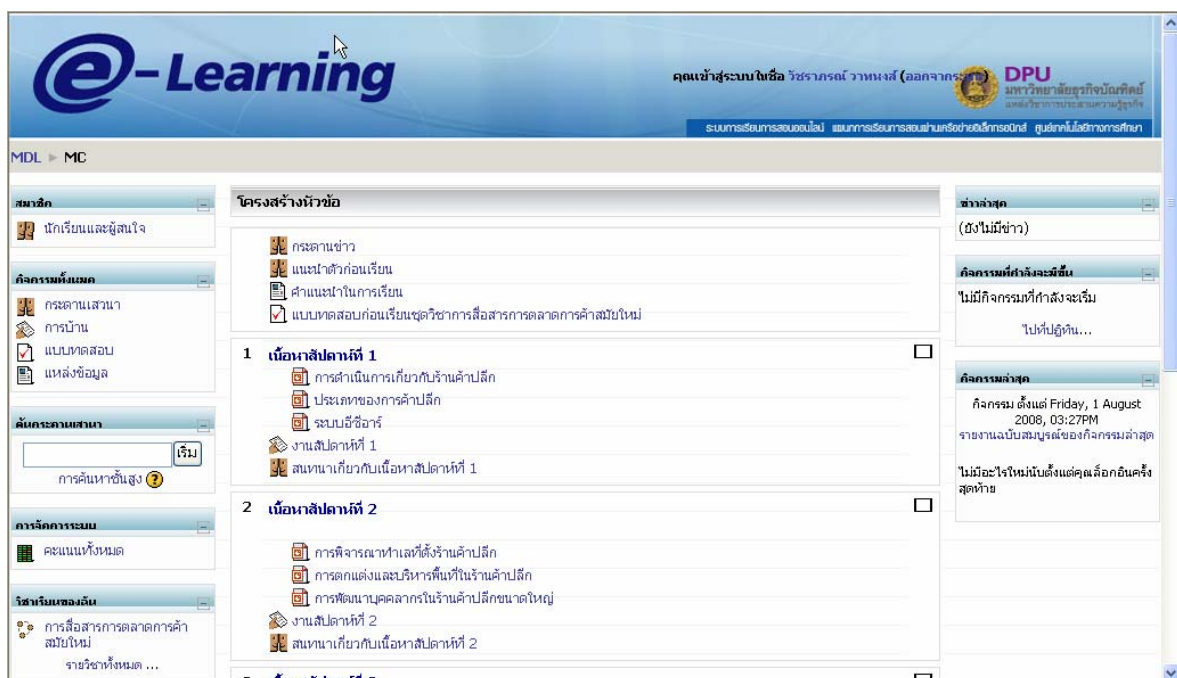 e-Learning
คุณเข้าสู่ระบบในชื่อ วัชราภรณ์ วาทหงส์ (ออกจากระบบ)
DPU
มหาวิทยาลัยธุรกิจบัณฑิตย์
ระบบการเรียนการสอนออนไลน์ แผนกการเรียนการสอนผ่านเครือข่ายอิเล็กทรอนิกส์ ศูนย์เทคโนโลยีทางการศึกษา
MDL ► MC
สมาชิก
นักเรียนและผู้สนใจ
กิจกรรมทั้งหมด
กระดานเสวนา
การบ้าน
แบบทดสอบ
แหล่งข้อมูล
ค้นกระดานเสวนา
เริ่ม
การค้นหาชั้นสูง
การจัดการระบบ
คะแนนทั้งหมด
วิชาเรียนของฉัน
การสื่อสารการตลาดการค้า
สมัยใหม่
รายวิชาทั้งหมด ...
โครงสร้างหัวข้อ
กระดานข่าว
แนะนำตัวก่อนเรียน
คำแนะนำในการเรียน
แบบทดสอบก่อนเรียนชุดวิชาการสื่อสารการตลาดการค้าสมัยใหม่
1 เนื้อหาสัปดาห์ที่ 1
การดำเนินการเกี่ยวกับร้านค้าปลีก
ประเภทของการค้าปลีก
ระบบอีซีอาร์
งานสัปดาห์ที่ 1
สนทนาเกี่ยวกับเนื้อหาสัปดาห์ที่ 1
2 เนื้อหาสัปดาห์ที่ 2
การพิจารณาทำเลที่ตั้งร้านค้าปลีก
การตกแต่งและบริหารพื้นที่ในร้านค้าปลีก
การพัฒนาบุคคลากรในร้านค้าปลีกขนาดใหญ่
งานสัปดาห์ที่ 2
สนทนาเกี่ยวกับเนื้อหาสัปดาห์ที่ 2
ข่าวล่าสุด
(ยังไม่มีข่าว)
กิจกรรมที่กำลังจะมีขึ้น
ไม่มีกิจกรรมที่กำลังจะเริ่ม
ไปที่ปฏิทิน...
กิจกรรมล่าสุด
กิจกรรม ตั้งแต่ Friday, 1 August
2008, 03:27PM
รายงานฉบับสมบูรณ์ของกิจกรรมล่าสุด
ไม่มีอะไรใหม่นับตั้งแต่คุณล็อกอินครั้ง
สุดท้าย